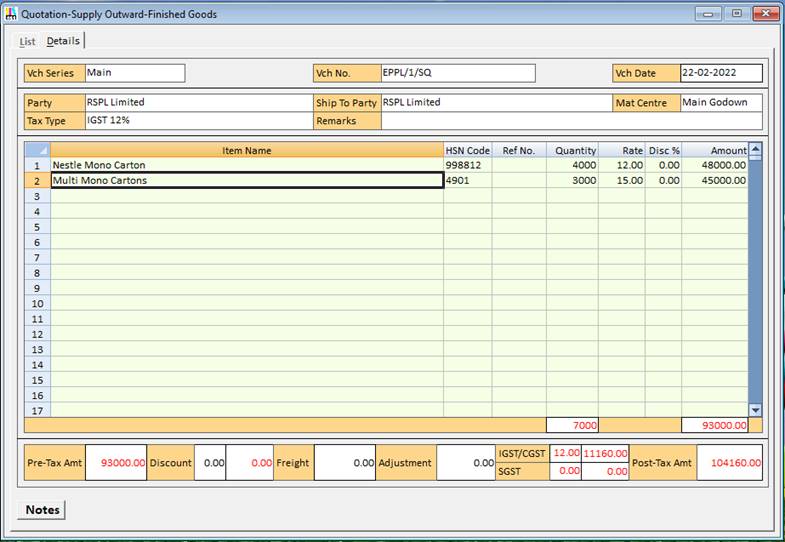 Quotation-Supply Outward-Finished Goods
List Details
Vch Series Main Vch No. EPPL/1/SQ Vch Date 22-02-2022
Party RSPL Limited Ship To Party RSPL Limited Mat Centre Main Godown
Tax Type IGST 12% Remarks
Item Name HSN Code Ref No. Quantity Rate Disc % Amount
1 Nestle Mono Carton 998812 4000 12.00 0.00 48000.00
2 Multi Mono Cartons 4901 3000 15.00 0.00 45000.00
3
4
5
6
7
8
9
10
11
12
13
14
15
16
17
7000 93000.00
Pre-Tax Amt 93000.00 Discount 0.00 0.00 Freight 0.00 Adjustment 0.00 IGST/CGST 12.00 11160.00 Post-Tax Amt 104160.00
SGST 0.00 0.00
Notes